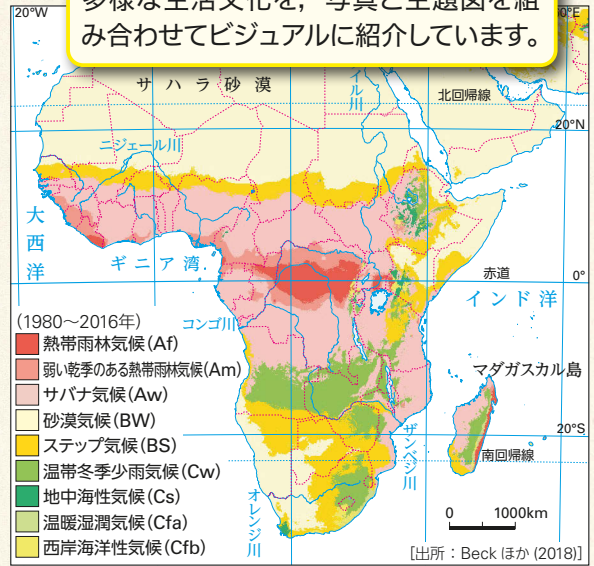 多様な生活文化を，写真と主題図を組
み合わせてビジュアルに紹介しています。
20°W
0°E
サハラ砂漠
イル川
北回帰線
20°N
ニジェール川
大西洋
ギニア湾
赤道
0°
インド洋
コンゴ川
マダガスカル島
20°S
ザンベジ川
南回帰線
オレンジ川
(1980～2016年)
熱帯雨林気候(Af)
弱い乾季のある熱帯雨林気候(Am)
サバナ気候(Aw)
砂漠気候(BW)
ステップ気候(BS)
温帯冬季少雨気候(Cw)
地中海性気候(Cs)
温暖湿潤気候(Cfa)
西岸海洋性気候(Cfb)
0 1000km
[出所：Beckほか(2018)]